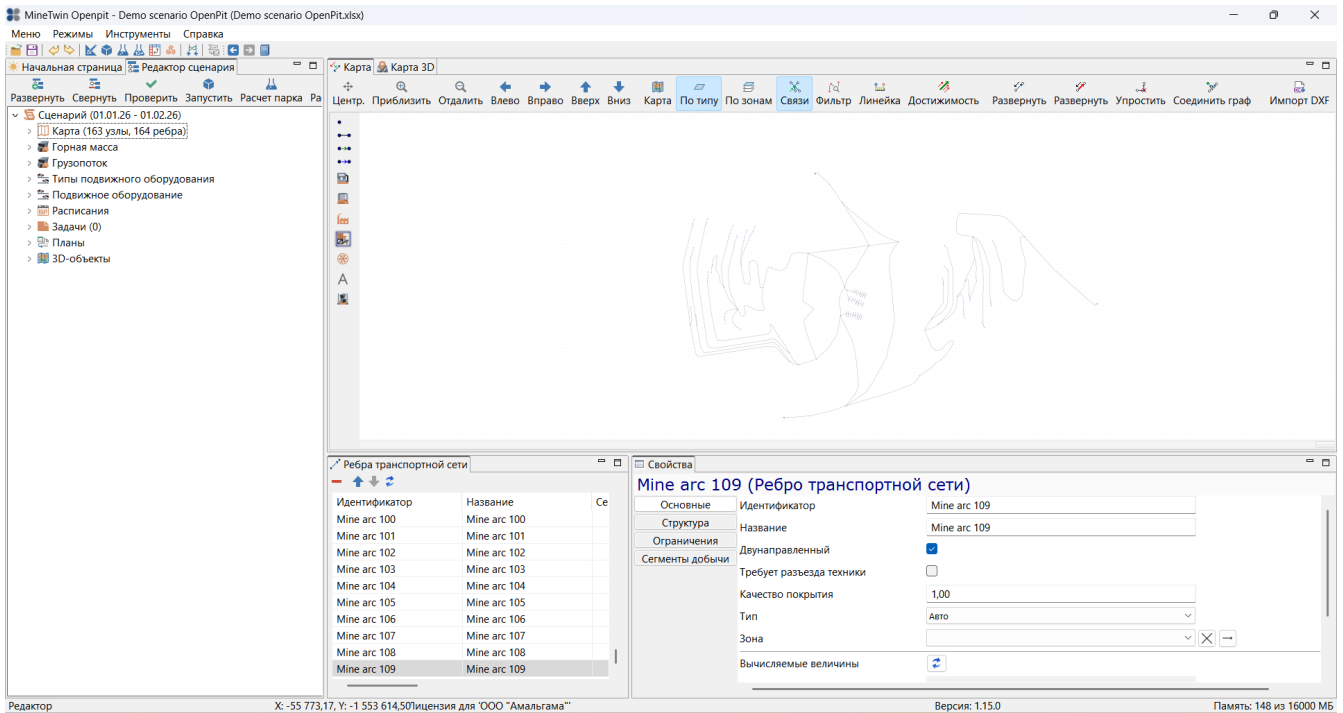 MineTwin Openpit - Demo scenario OpenPit (Demo scenario OpenPit.xlsx)
Меню Режимы Инструменты Справка
Начальная страница Редактор сценария
Развернуть Свернуть Проверить Запустить Расчет парка Ра
Сценарий (01.01.26 - 01.02.26)
Карта (163 узлы, 164 ребра)
Горная масса
Грузопоток
Типы подвижного оборудования
Подвижное оборудование
Расписания
Задачи (0)
Планы
3D-объекты
Карта Карта 3D
Центр. Приблизить Отдалить Влево Вправо Вверх Вниз Карта По типу По зонам Связи Фильтр Линейка Достижимость Развернуть Развернуть Упростить Соединить граф Импорт DXF
A
Ребра транспортной сети
Идентификатор Название Се
Mine arc 100 Mine arc 100
Mine arc 101 Mine arc 101
Mine arc 102 Mine arc 102
Mine arc 103 Mine arc 103
Mine arc 104 Mine arc 104
Mine arc 105 Mine arc 105
Mine arc 106 Mine arc 106
Mine arc 107 Mine arc 107
Mine arc 108 Mine arc 108
Mine arc 109 Mine arc 109
Свойства
Mine arc 109 (Ребро транспортной сети)
Основные
Структура
Ограничения
Сегменты добычи
Идентификатор Mine arc 109
Название Mine arc 109
Двунаправленный
Требует разъезда техники
Качество покрытия 1,00
Тип Авто
Зона
Вычисляемые величины
Редактор X: -55 773,17, Y: -1 553 614,50 Лицензия для 'ООО "Амальгама"' Версия: 1.15.0 Память: 148 из 16000 МБ